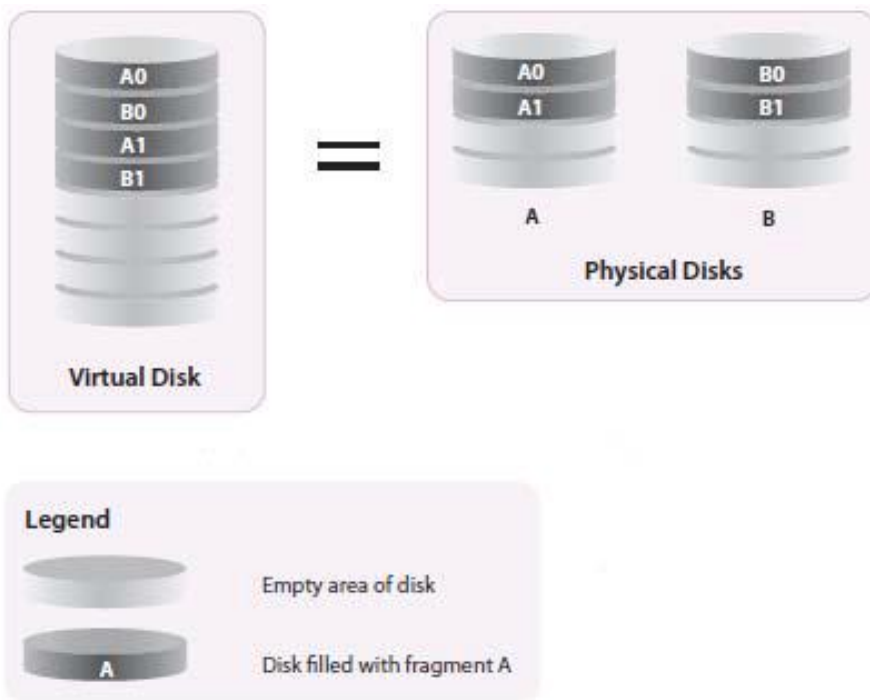 A0
B0
A1
B1
Virtual Disk
=
A0
A1
A
B0
B1
B
Physical Disks
Legend
Empty area of disk
A
Disk filled with fragment A